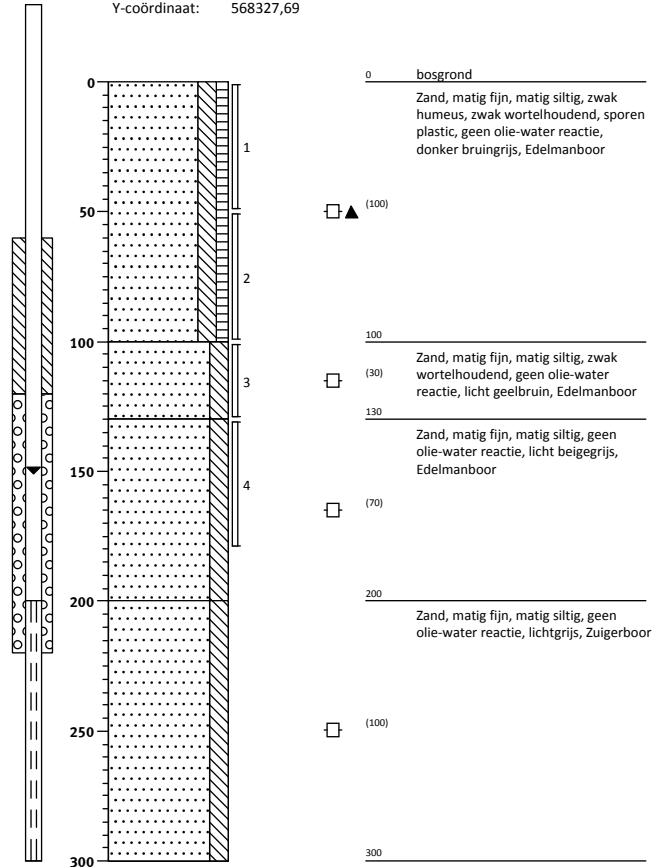 Y-coördinaat: 568327,69
0
0 bosgrond
Zand, matig fijn, matig siltig, zwak
humeus, zwak wortelhoudend, sporen
plastic, geen olie-water reactie,
donker bruingrijs, Edelmanboor
1
50
(100)
2
100
100
Zand, matig fijn, matig siltig, zwak
wortelhoudend, geen olie-water
reactie, licht geelbruin, Edelmanboor
3
(30)
130
Zand, matig fijn, matig siltig, geen
olie-water reactie, licht beigegrijs,
Edelmanboor
150
4
(70)
200
200
Zand, matig fijn, matig siltig, geen
olie-water reactie, lichtgrijs, Zuigerboor
250
(100)
300
300